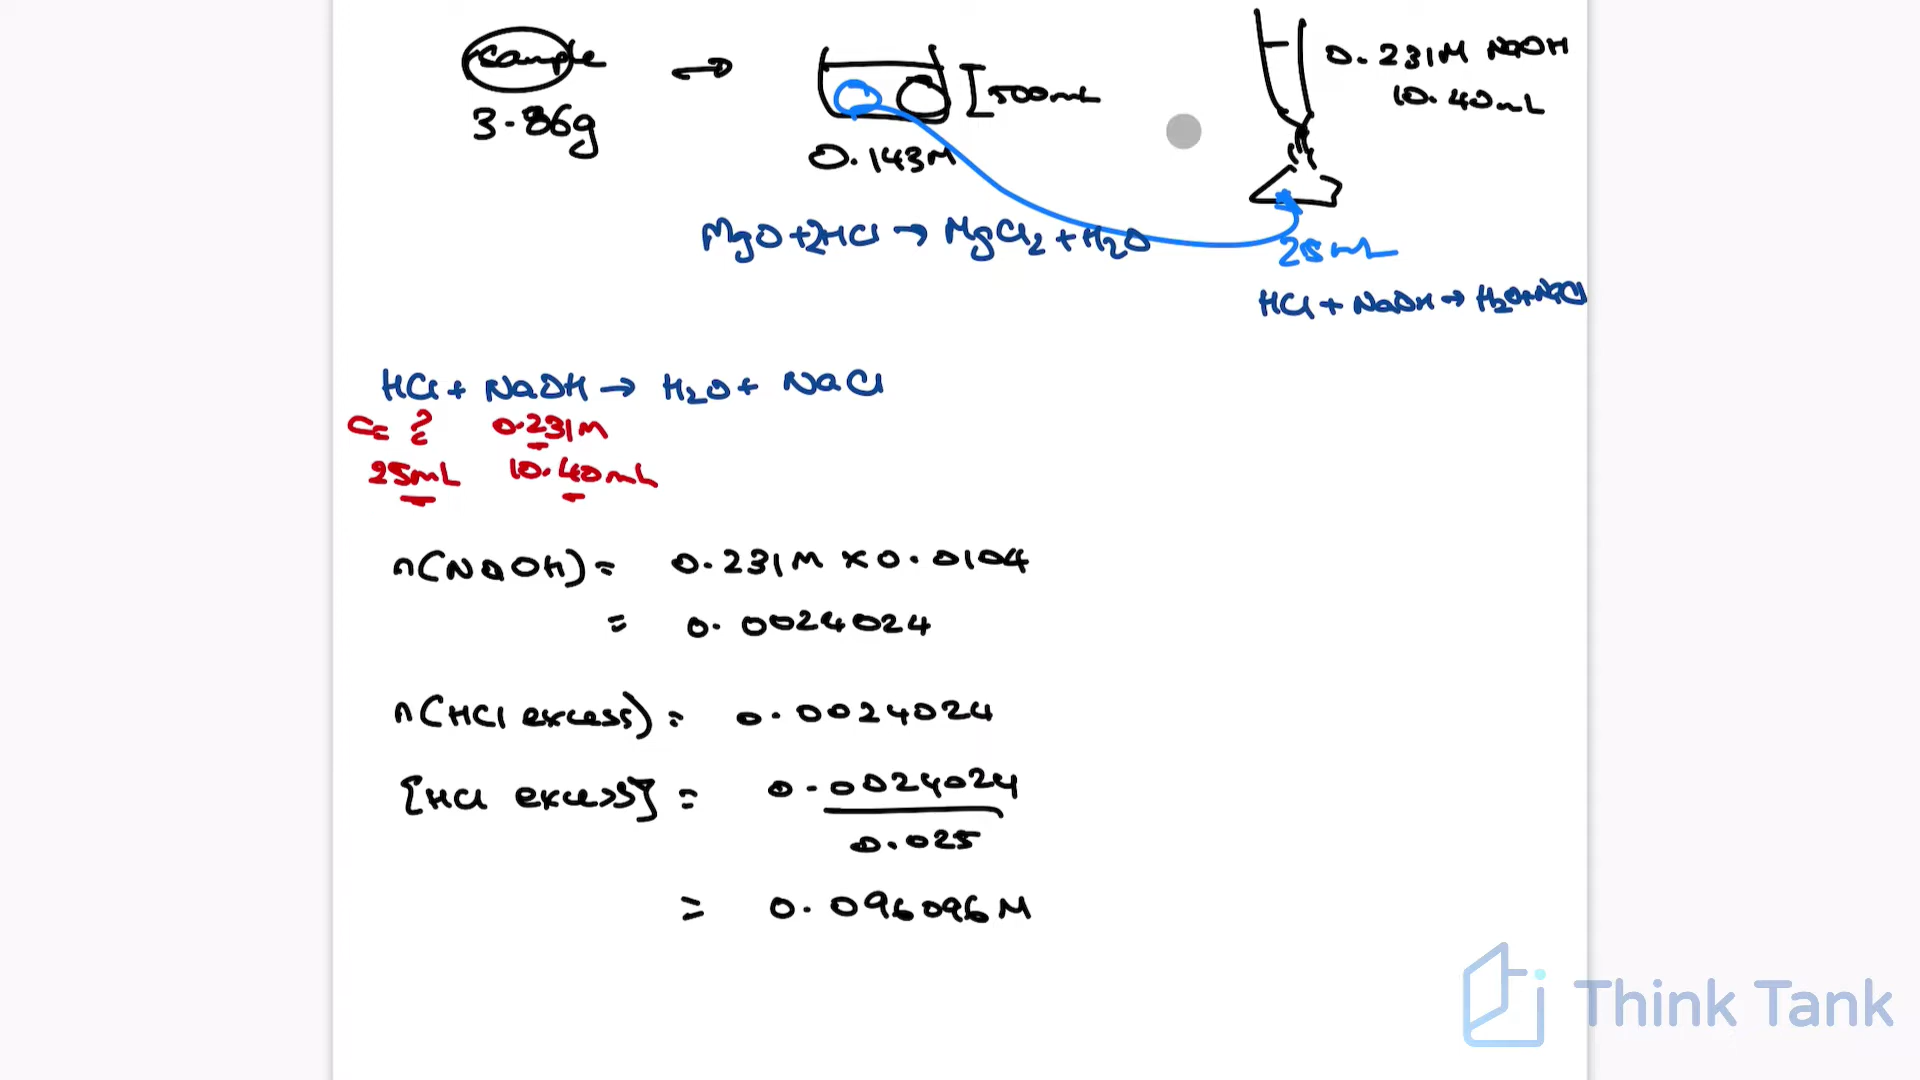 sample
3.86g
500mL
0.143M
0.231M NaOH
10.40mL
MgO+2HCl → MgCl2 + H2O
25mL
HCl + NaOH → H2O+NaCl
HCl + NaOH → H2O + NaCl
C= ? 0.231M
25mL 10.40mL
n(NaOH) = 0.231M x 0.0104
= 0.0024024
n(HCl excess) = 0.0024024
[HCl excess] = 0.0024024
0.025
= 0.096096M
Think Tank